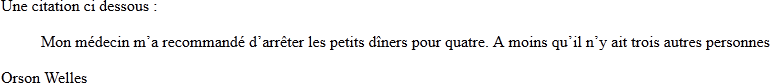 Une citation ci dessous :
Mon médecin m’a recommandé d’arrêter les petits dîners pour quatre. A moins qu’il n’y ait trois autres personnes
Orson Welles